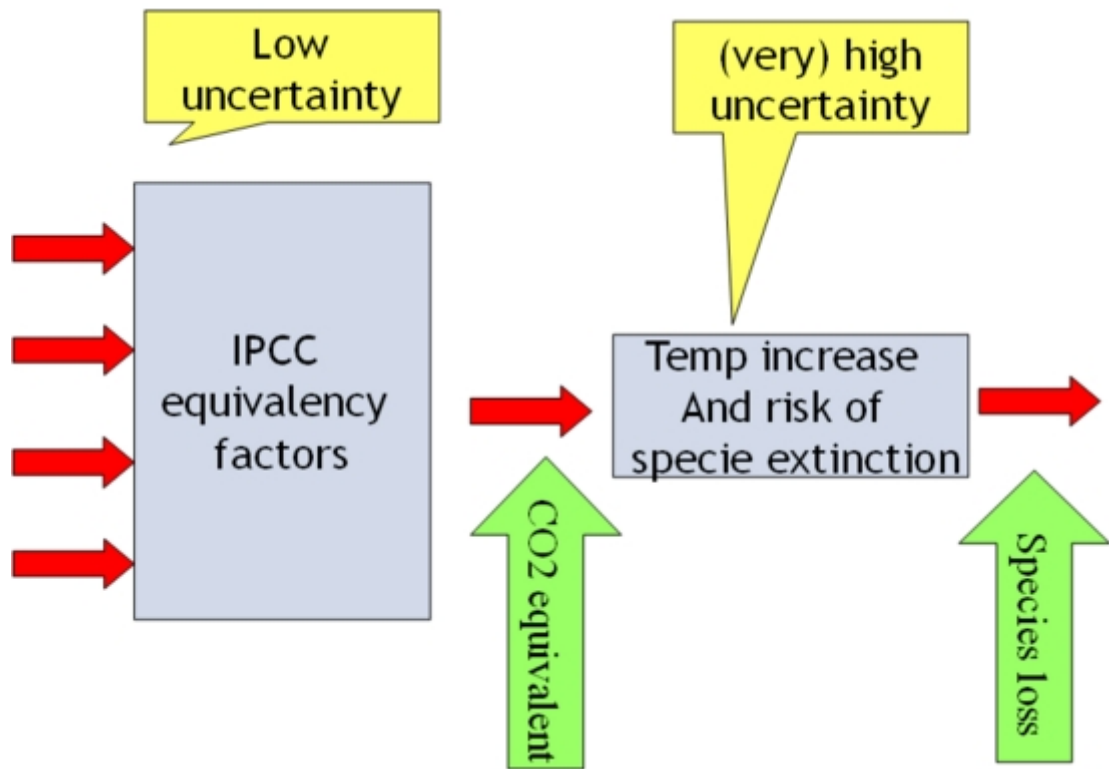 Low
uncertainty
(very) high
uncertainty
IPCC
equivalency
factors
Temp increase
And risk of
specie extinction
CO2 equivalent
Species loss